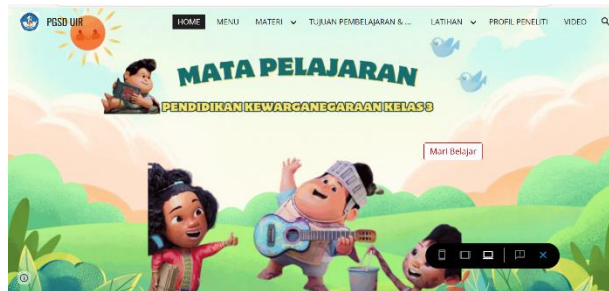 PGSD UIR HOME MENU MATERI TUJUAN PEMBELAJARAN & ... LATIHAN PROFIL PENELITI VIDEO
MATA PELAJARAN
PENDIDIKAN KEWARGANEGARAAN KELAS 3
Mari Belajar